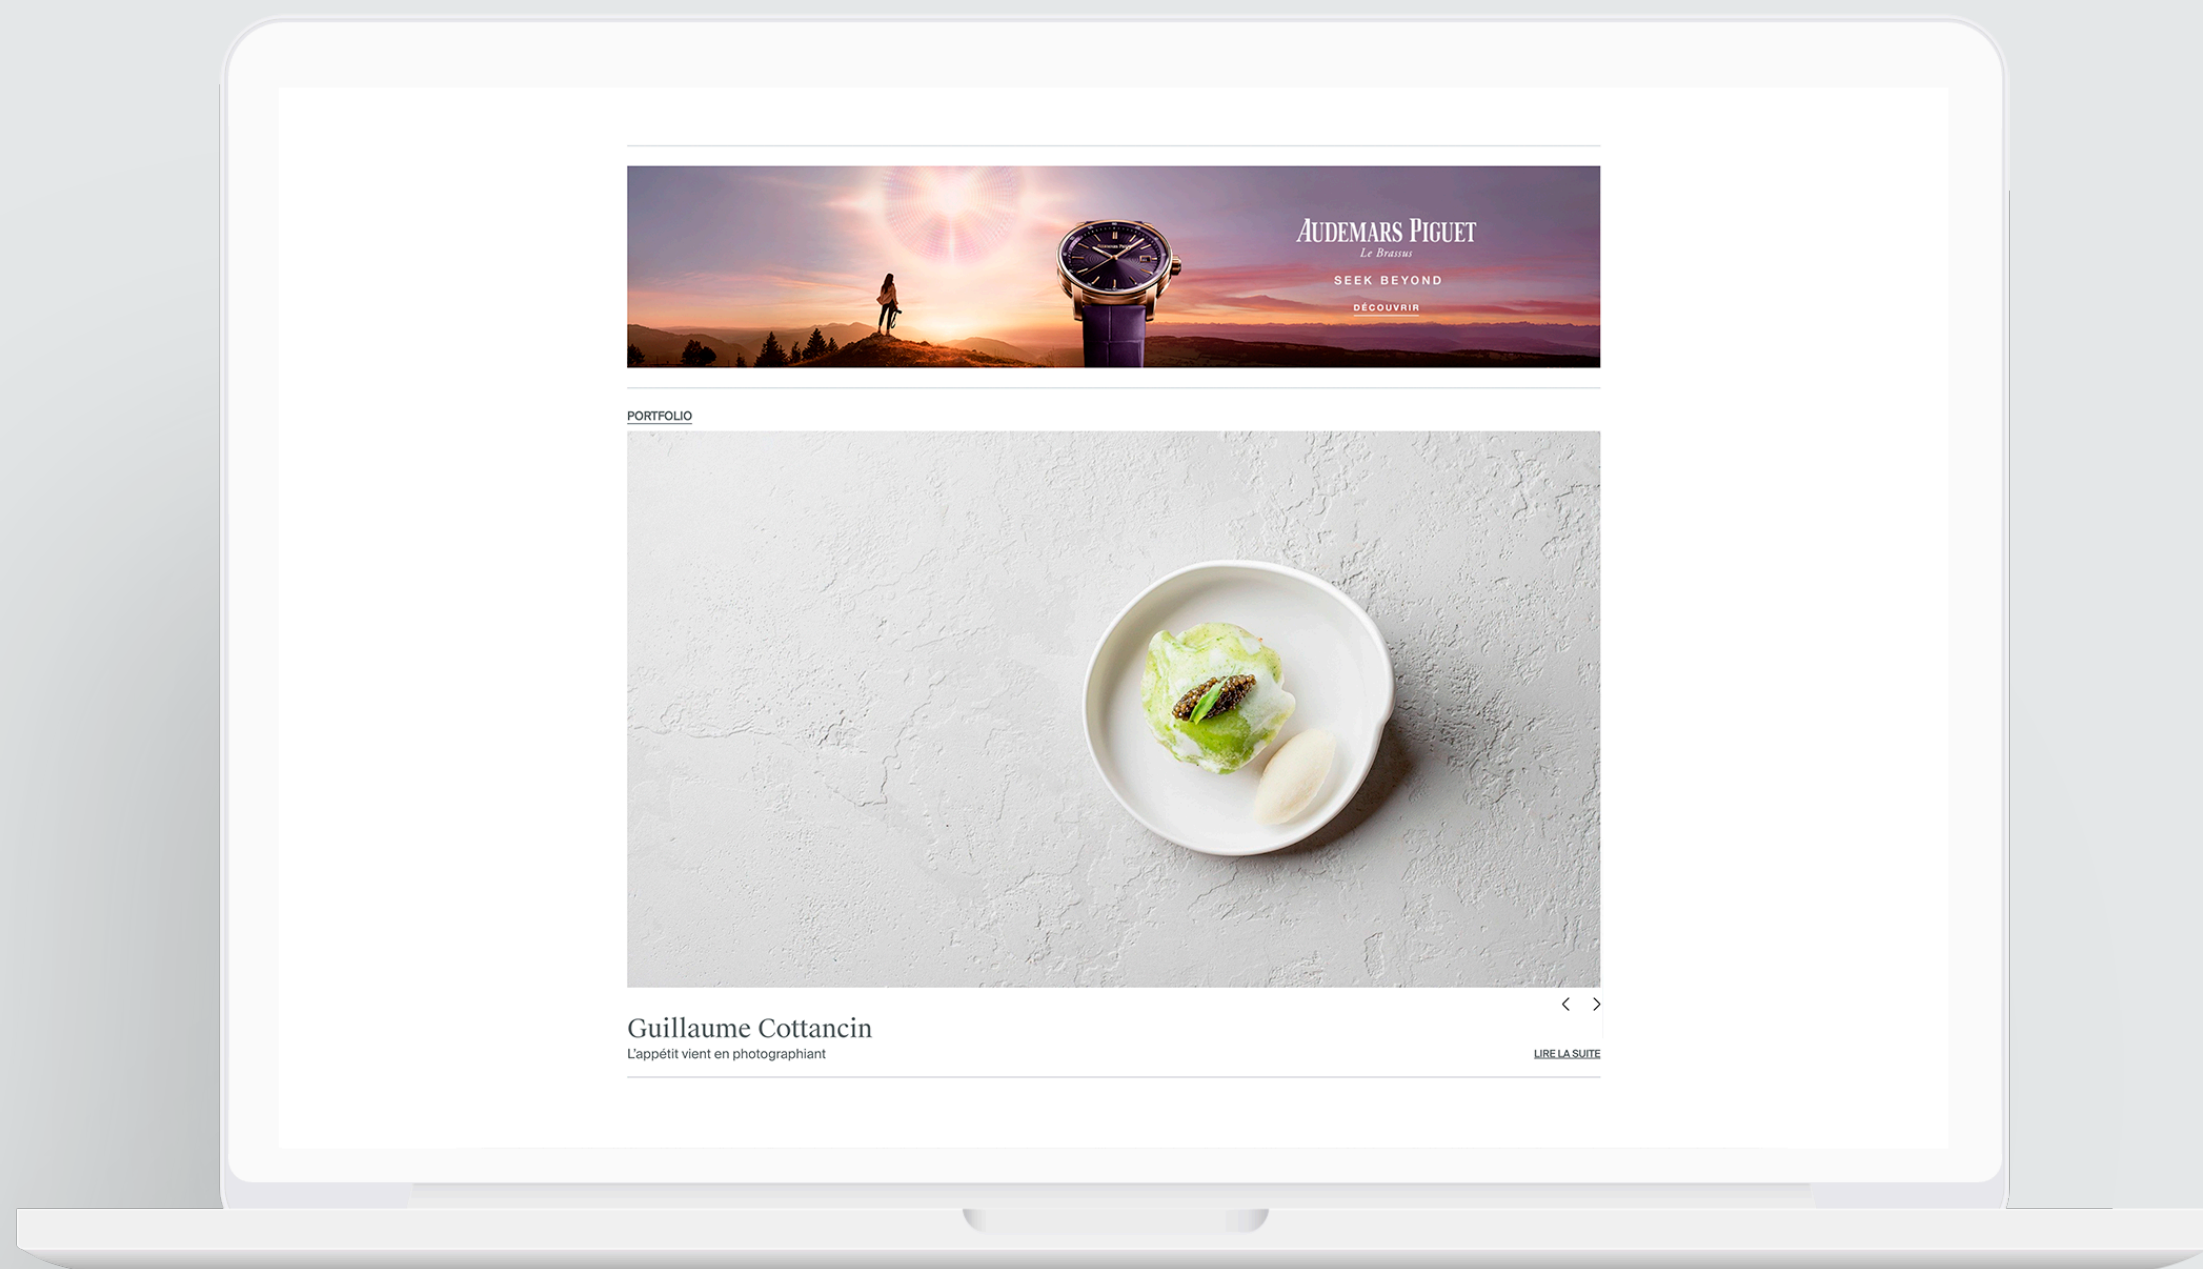 AUDEMARS PIGUET
Le Brassus
SEEK BEYOND
DÉCOUVRIR
PORTFOLIO
Guillaume Cottancin
L'appétit vient en photographiant
LIRE LA SUITE